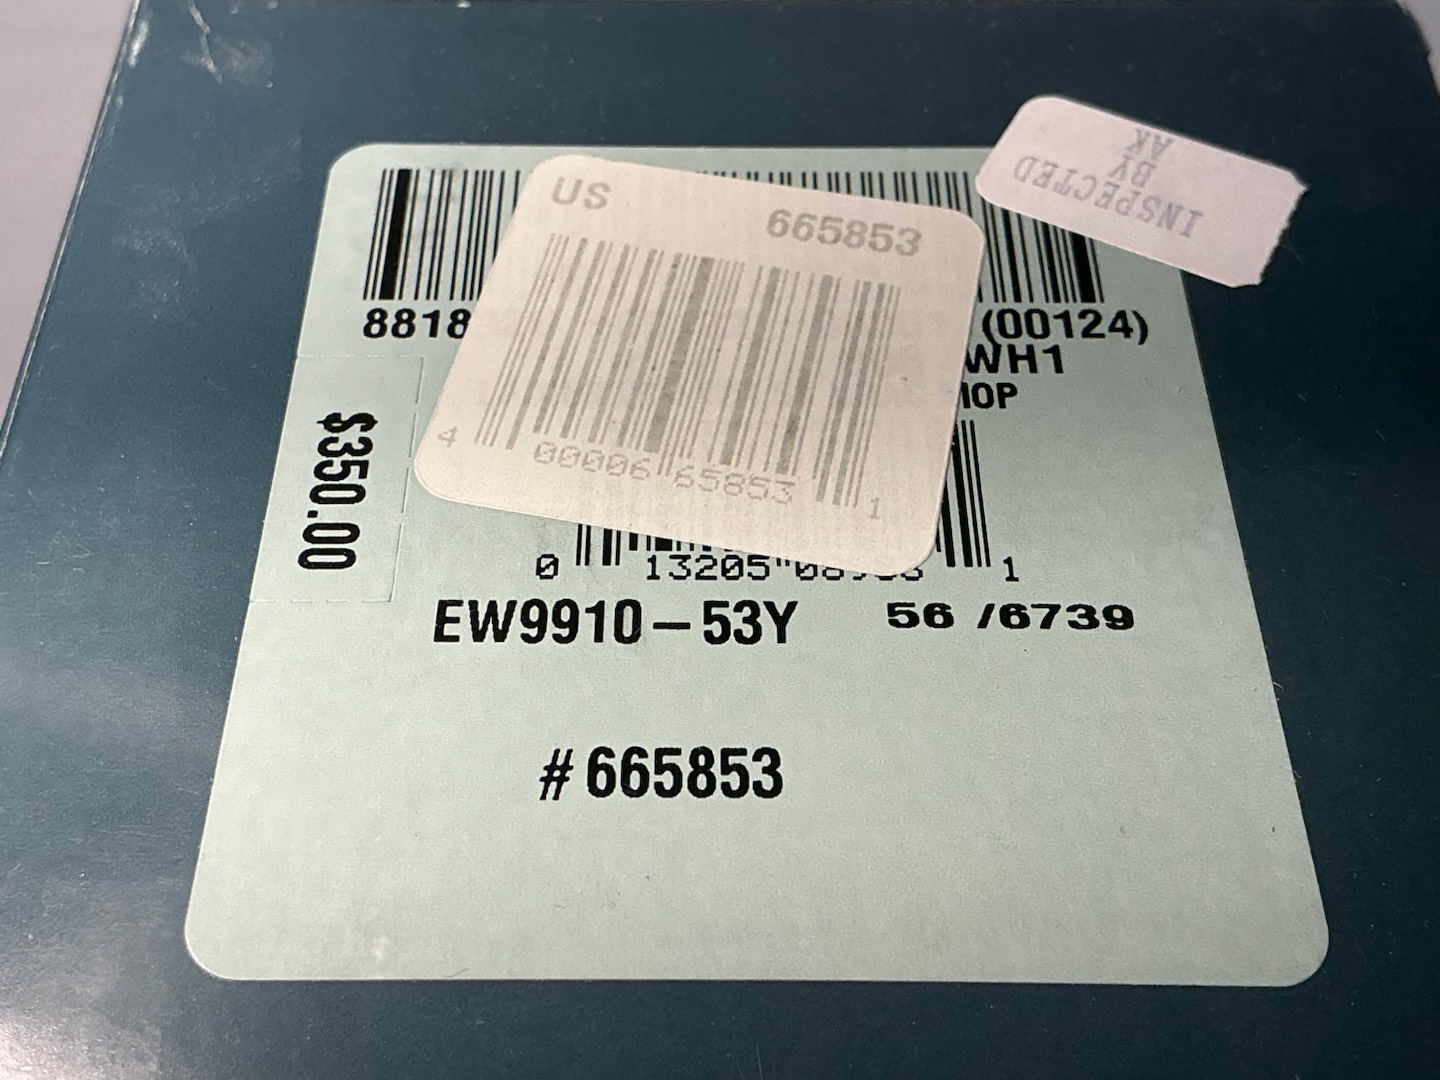 US
665853
4 00006 65853 1
INSPECTED
BY
AK
8818
(00124)
WH1
$350.00
0 13205
1
EW9910-53Y
56 /6739
#665853